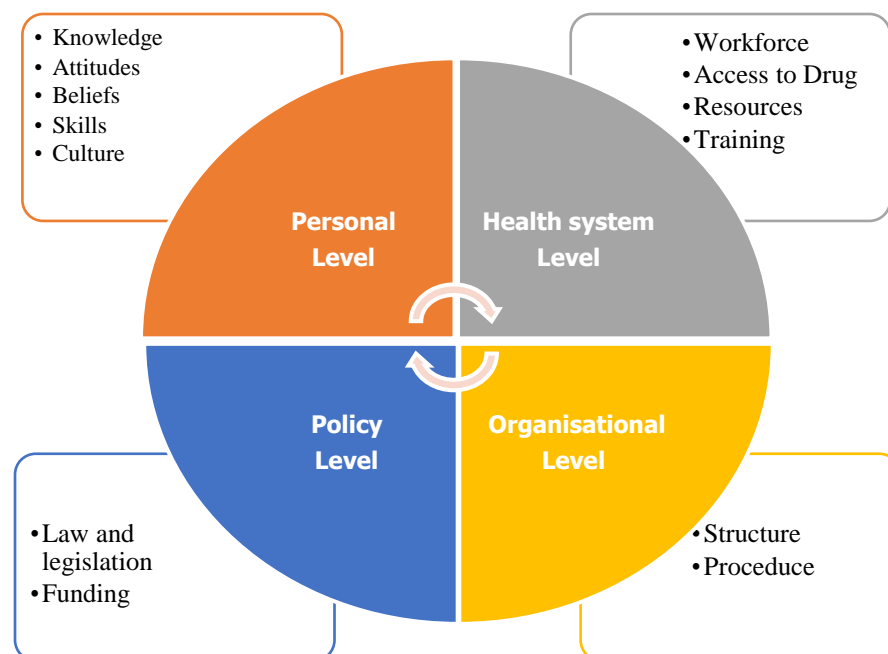 • Knowledge
• Attitudes
• Beliefs
• Skills
• Culture
•Workforce
•Access to Drug
•Resources
•Training
Personal
Level
Health system
Level
Policy
Level
Organisational
Level
•Law and
legislation
•Funding
•Structure
•Proceduce